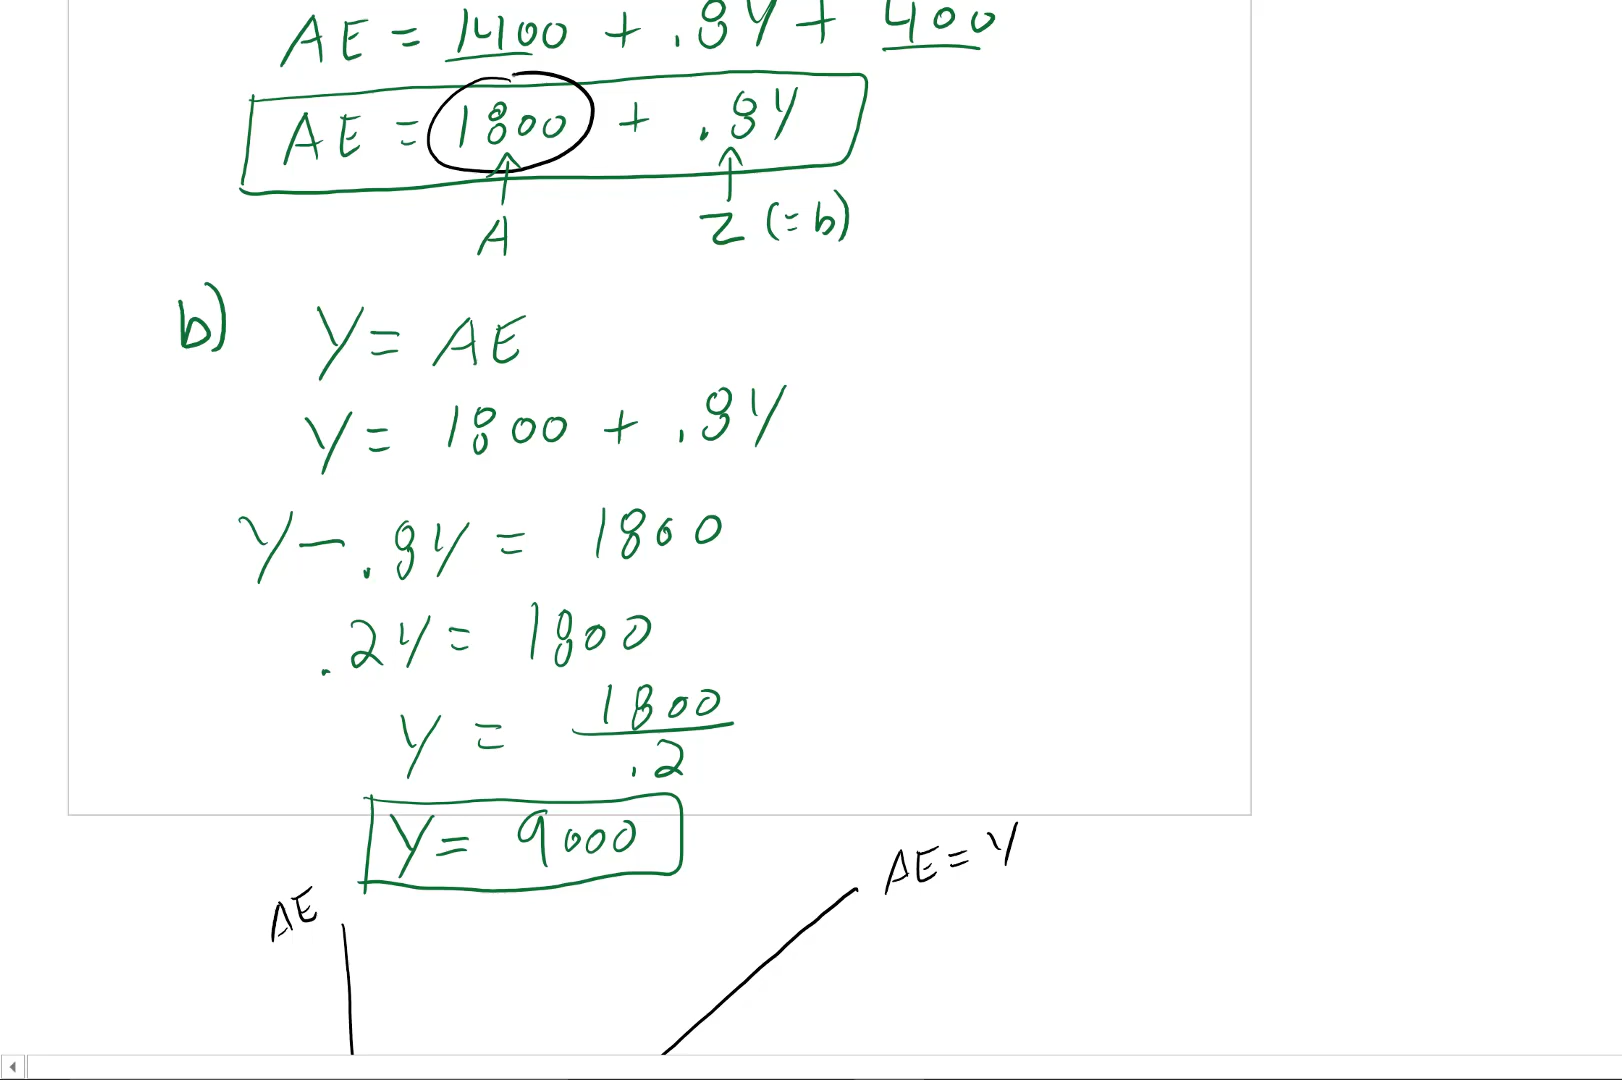 AE = 1400 + .8Y + 400
AE = 1800 + .8Y
A z (=b)
b) Y = AE
Y = 1800 + .8Y
Y - .8Y = 1800
.2Y = 1800
Y = 1800
.2
Y = 9000
AE = Y
AE